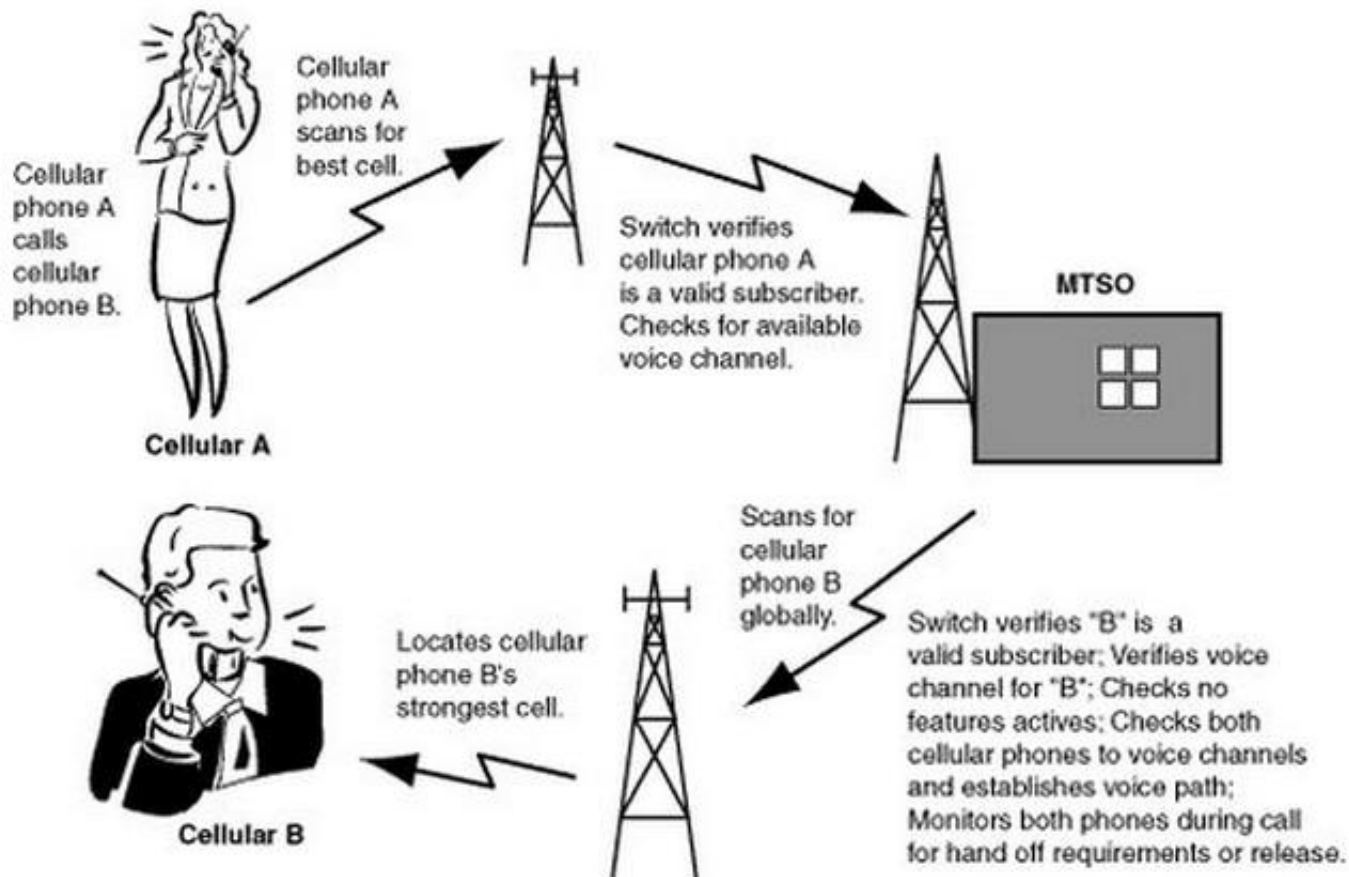 Cellular
phone A
calls
cellular
phone B.
Cellular
phone A
scans for
best cell.
Cellular A
Switch verifies
cellular phone A
is a valid subscriber.
Checks for available
voice channel.
MTSO
Scans for
cellular
phone B
globally.
Switch verifies "B" is a
valid subscriber; Verifies voice
channel for "B"; Checks no
features actives; Checks both
cellular phones to voice channels
and establishes voice path;
Monitors both phones during call
for hand off requirements or release.
Locates cellular
phone B's
strongest cell.
Cellular B